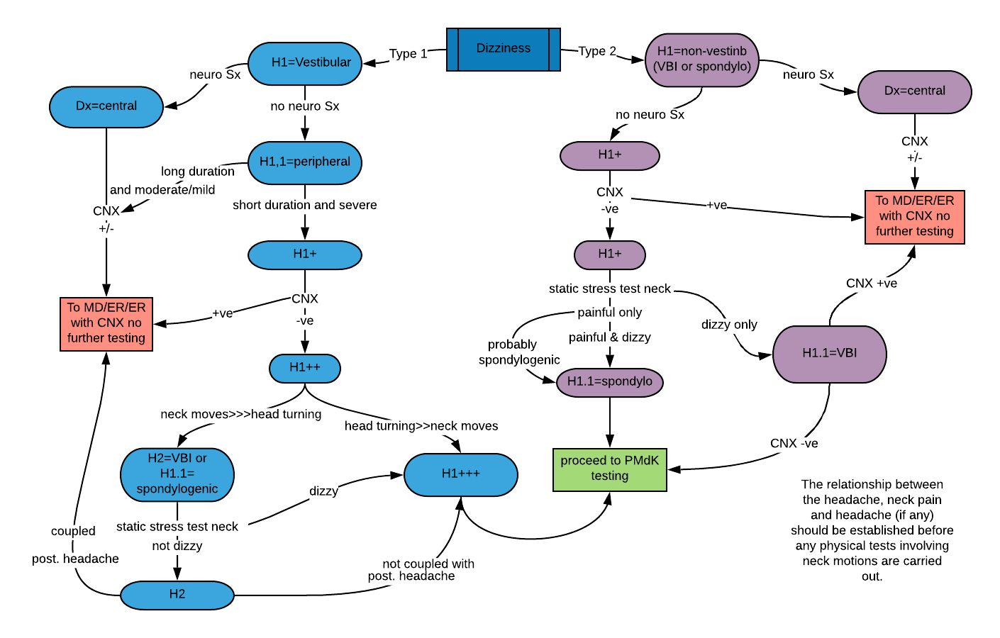 Dizziness
Type 1
Type 2
H1=Vestibular
H1=non-vestinb
(VBI or spondylo)
neuro Sx
neuro Sx
Dx=central
Dx=central
no neuro Sx
no neuro Sx
H1,1=peripheral
H1+
CNX
+/-
long duration
and moderate/mild
CNX
+/-
short duration and severe
CNX
-ve
+ve
To MD/ER/ER
with CNX no
further testing
H1+
H1+
CNX
-ve
+ve
To MD/ER/ER
with CNX no
further testing
static stress test neck
painful only
painful & dizzy
probably
spondylogenic
dizzy only
CNX +ve
H1.1=VBI
H1++
H1.1=spondylo
neck moves>>>head turning
head turning>>neck moves
CNX -ve
H2=VBI or
H1.1=
spondylogenic
H1+++
proceed to PMdK
testing
dizzy
static stress test neck
not dizzy
coupled
post. headache
not coupled with
post. headache
H2
The relationship between
the headache, neck pain
and headache (if any)
should be established before
any physical tests involving
neck motions are carried
out.